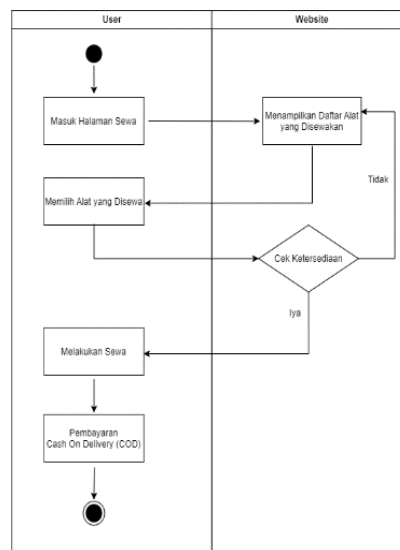 User
Website
Masuk Halaman Sewa
Menampilkan Daftar Alat
yang Disewakan
Tidak
Memilih Alat yang Disewa
Cek Ketersediaan
Iya
Melakukan Sewa
Pembayaran
Cash On Delivery (COD)